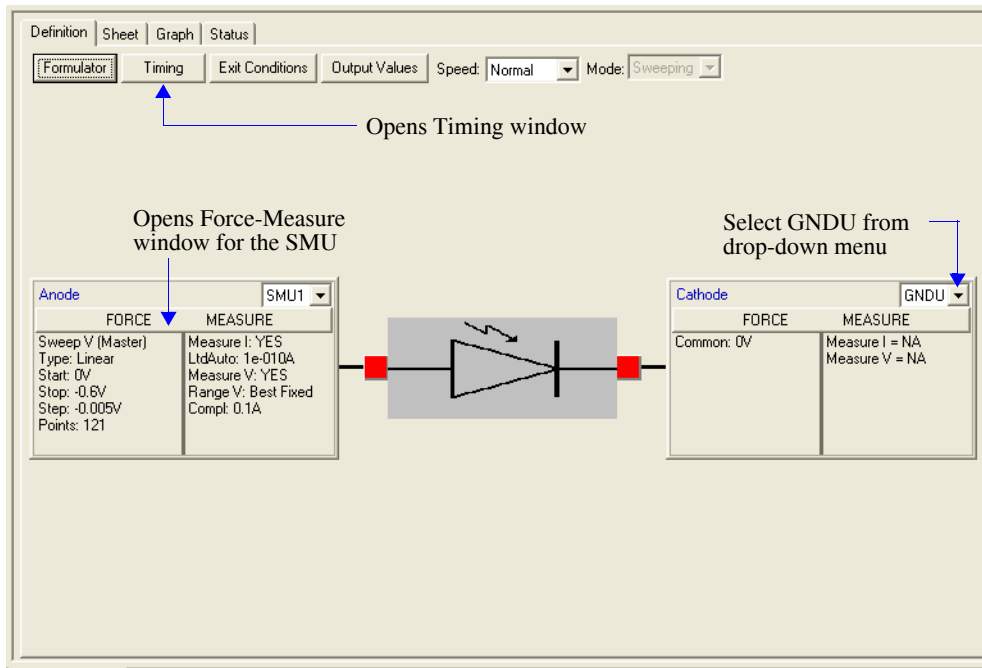 Definition Sheet Graph Status
Formulator Timing Exit Conditions Output Values Speed: Normal Mode: Sweeping
Opens Timing window
Opens Force-Measure
window for the SMU
Select GNDU from
drop-down menu
Anode SMU1
FORCE MEASURE
Sweep V (Master) Measure I: YES
Type: Linear LtdAuto: 1e-010A
Start: 0V Measure V: YES
Stop: -0.6V Range V: Best Fixed
Step: -0.005V Compl: 0.1A
Points: 121
Cathode GNDU
FORCE MEASURE
Common: 0V Measure I = NA
Measure V = NA